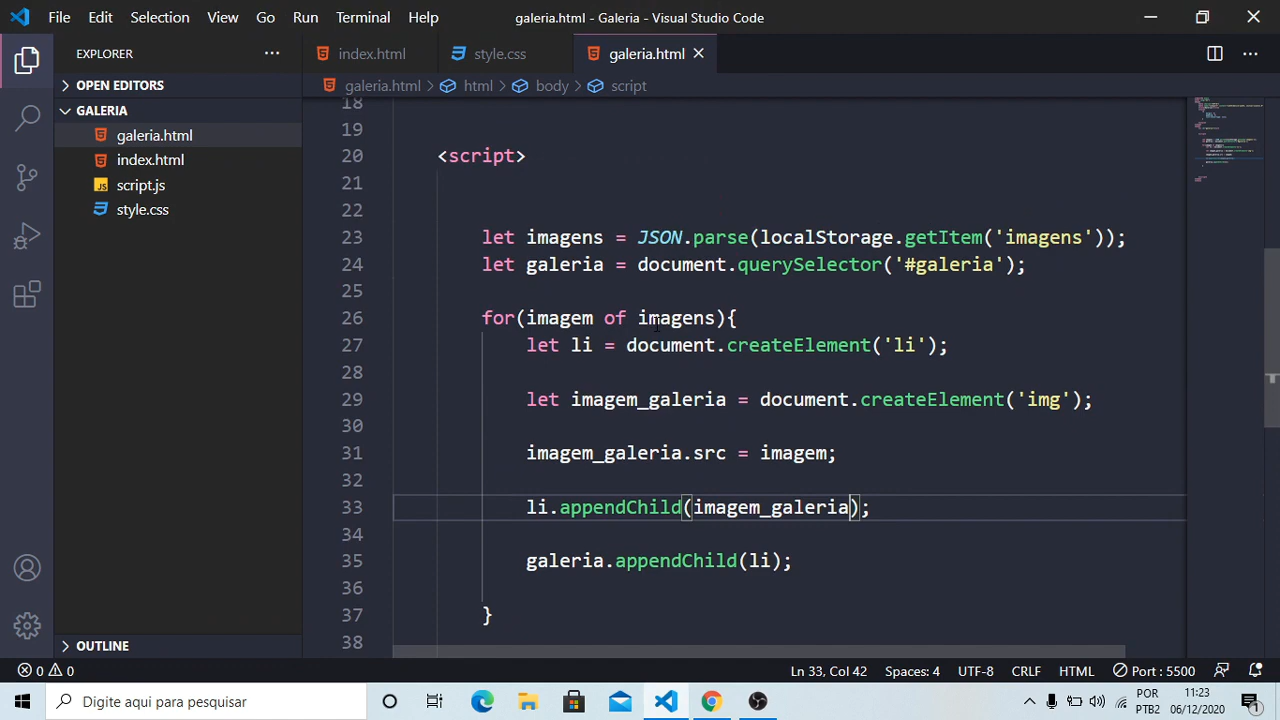 File Edit Selection View Go Run Terminal Help galeria.html - Galeria - Visual Studio Code
EXPLORER
index.html style.css galeria.html
OPEN EDITORS
galeria.html html body script
GALERIA
galeria.html
index.html
script.js
style.css
18
19
20 <script>
21
22
23 let imagens = JSON.parse(localStorage.getItem('imagens'));
24 let galeria = document.querySelector('#galeria');
25
26 for(imagem of imagens){
27 let li = document.createElement('li');
28
29 let imagem_galeria = document.createElement('img');
30
31 imagem_galeria.src = imagem;
32
33 li.appendChild(imagem_galeria);
34
35 galeria.appendChild(li);
36
37 }
38
OUTLINE
0 0 Ln 33, Col 42 Spaces: 4 UTF-8 CRLF HTML Port : 5500
Digite aqui para pesquisar
POR 11:23
PTB2 06/12/2020 1